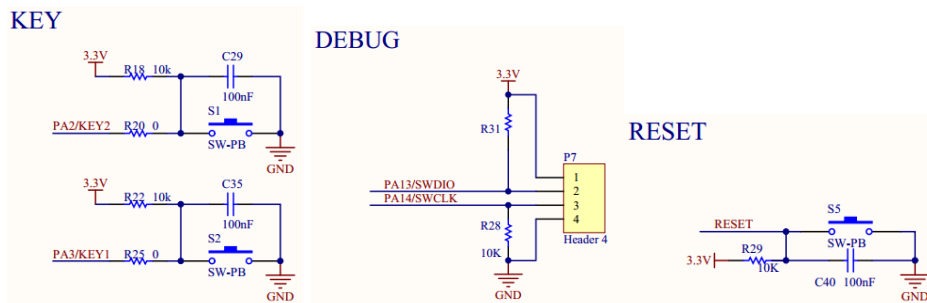 KEY
3.3V
R18 10k
C29
100nF
S1
PA2/KEY2
R20 0
SW-PB
GND
3.3V
R22 10k
C35
100nF
S2
PA3/KEY1
R25 0
SW-PB
GND
DEBUG
3.3V
R31
P7
PA13/SWDIO
PA14/SWCLK
1
2
3
4
R28
10K
Header 4
GND
RESET
RESET
S5
SW-PB
R29
3.3V
10K
C40 100nF
GND